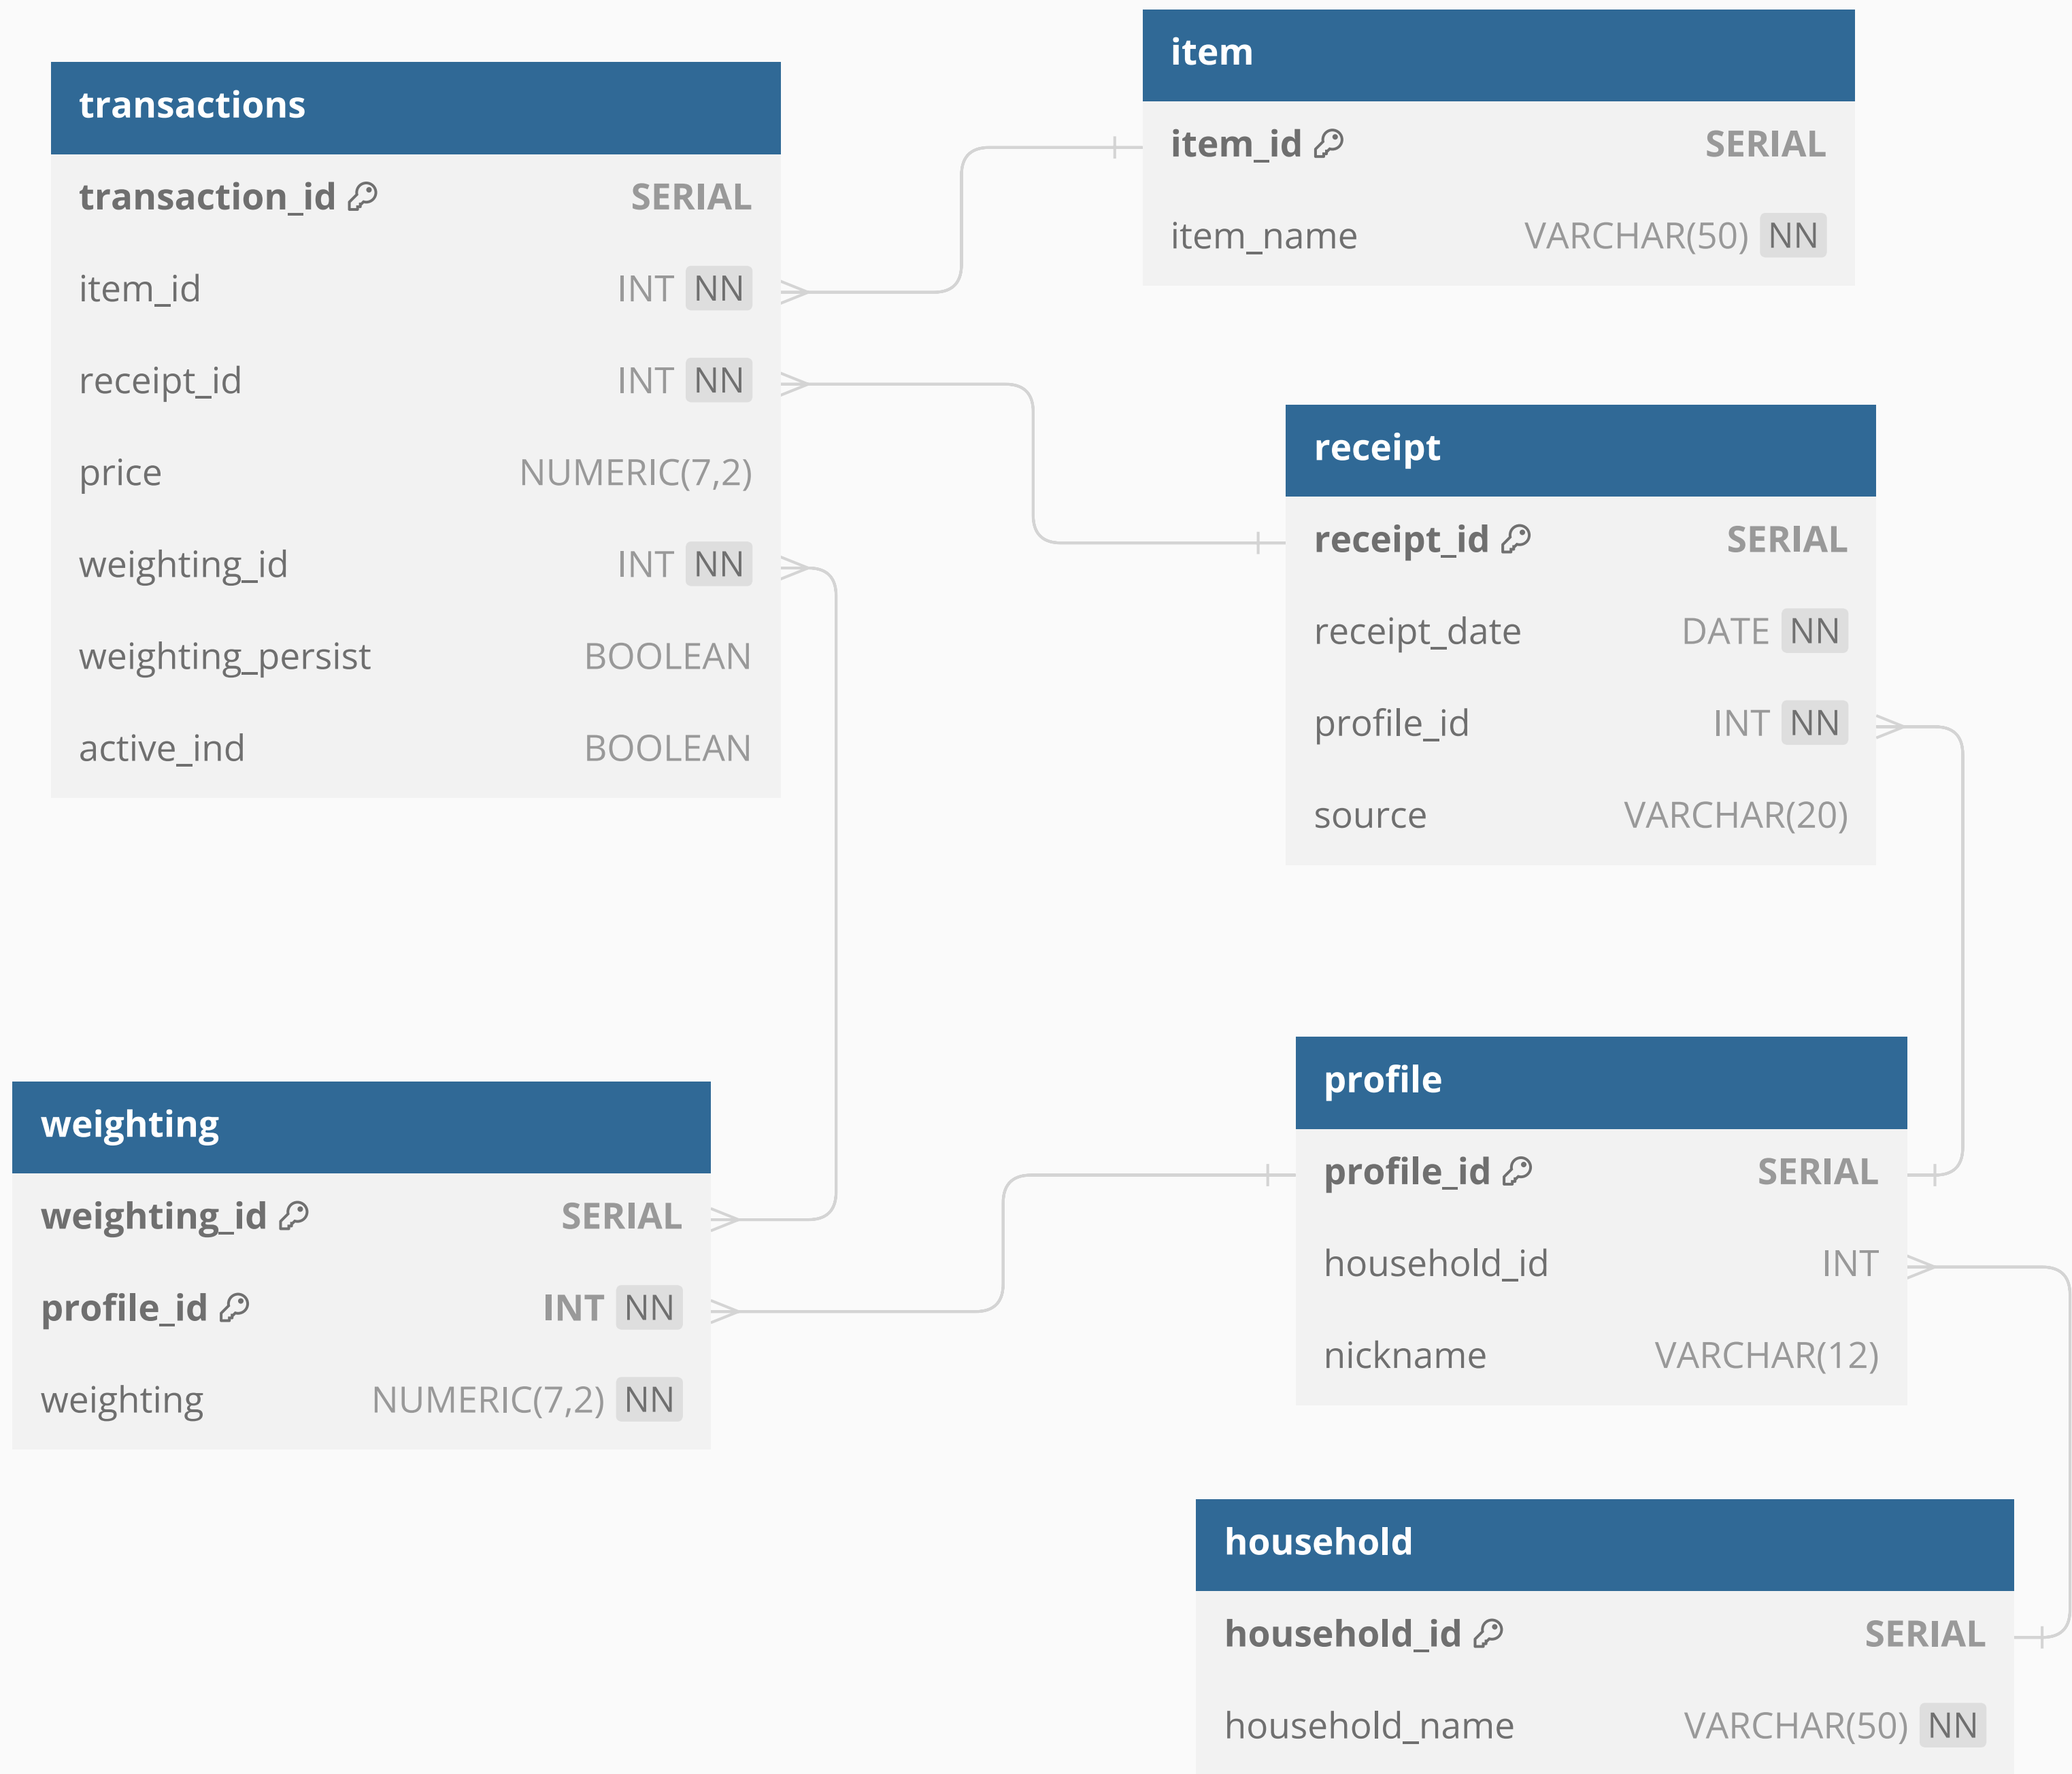 transactions
transaction_id SERIAL
item_id INT NN
receipt_id INT NN
price NUMERIC(7,2)
weighting_id INT NN
weighting_persist BOOLEAN
active_ind BOOLEAN
item
item_id SERIAL
item_name VARCHAR(50) NN
receipt
receipt_id SERIAL
receipt_date DATE NN
profile_id INT NN
source VARCHAR(20)
weighting
weighting_id SERIAL
profile_id INT NN
weighting NUMERIC(7,2) NN
profile
profile_id SERIAL
household_id INT
nickname VARCHAR(12)
household
household_id SERIAL
household_name VARCHAR(50) NN